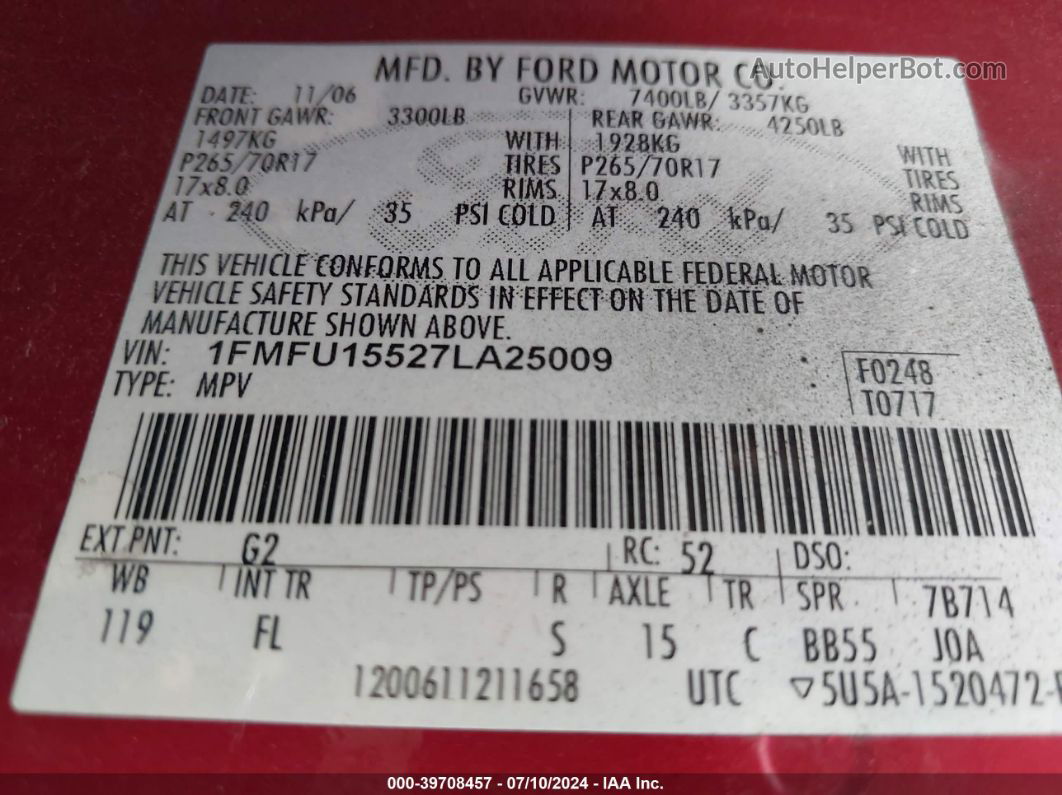 AutoHelperBot.com
MFD. BY FORD MOTOR CO.
DATE: 11/06 GVWR: 7400LB/ 3357KG
FRONT GAWR: 3300LB REAR GAWR: 4250LB
1497KG WITH 1928KG WITH
P265/70R17 TIRES P265/70R17 TIRES
17x8.0 RIMS 17x8.0 RIMS
AT 240 kPa/ 35 PSI COLD AT 240 kPa/ 35 PSI COLD
THIS VEHICLE CONFORMS TO ALL APPLICABLE FEDERAL MOTOR
VEHICLE SAFETY STANDARDS IN EFFECT ON THE DATE OF
MANUFACTURE SHOWN ABOVE.
VIN: 1FMFU15527LA25009 F0248
TYPE: MPV T0717
EXT PNT: G2 RC: 52 DSO:
WB INT TR TP/PS R AXLE TR SPR 7B714
119 FL S 15 C BB55 JOA
1200611211658 UTC ▽5U5A-1520472-
000-39708457 - 07/10/2024 - IAA Inc.